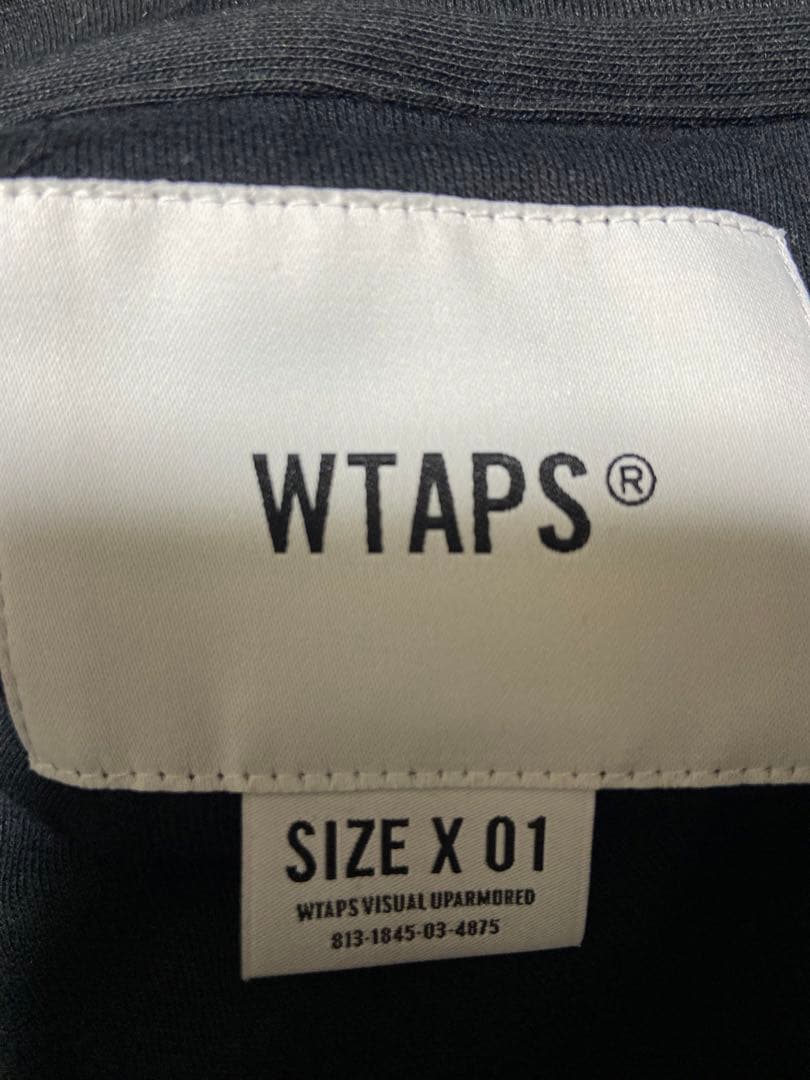 WTAPS®
SIZE X 01
WTAPS VISUAL UPARMORED
813-1845-03-4875